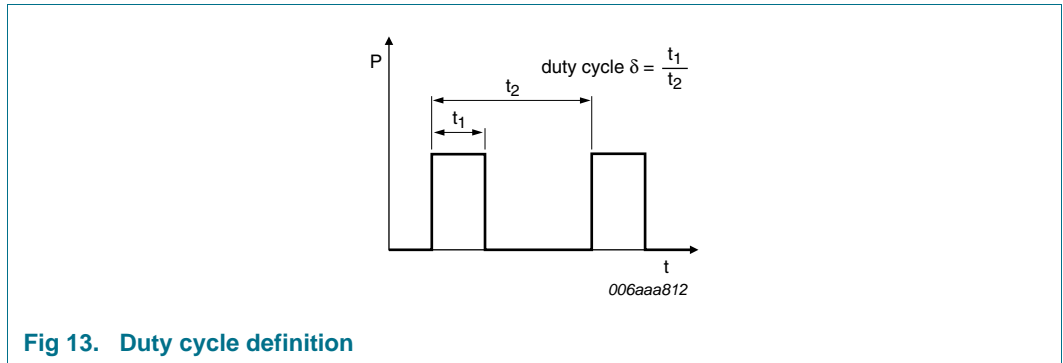 P
duty cycle δ = t1
t2
t2
t1
t
006aaa812
Fig 13. Duty cycle definition